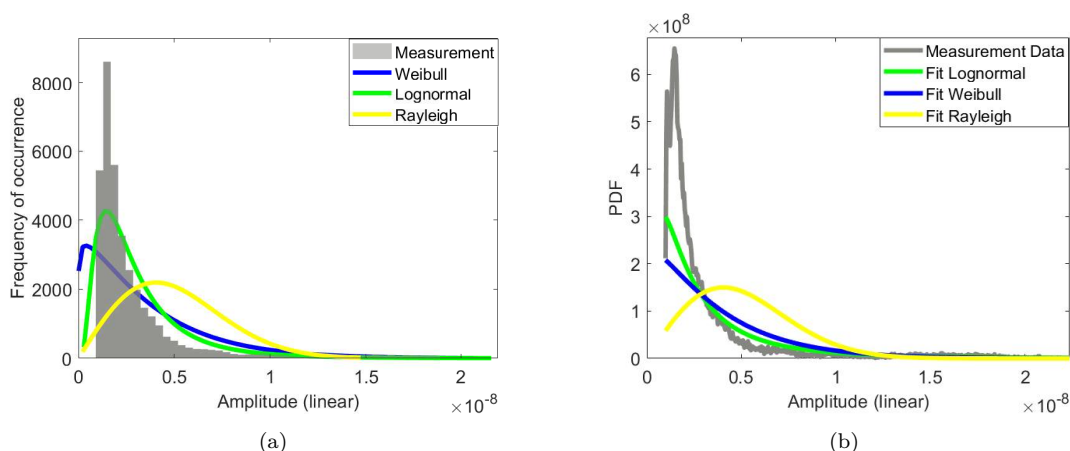 Measurement
Weibull
Lognormal
Rayleigh
Frequency of occurrence
8000
6000
4000
2000
0
0 0.5 1 1.5 2
Amplitude (linear) ×10⁻⁸
(a)
×10⁸
Measurement Data
Fit Lognormal
Fit Weibull
Fit Rayleigh
PDF
6
5
4
3
2
1
0
0 0.5 1 1.5 2
Amplitude (linear) ×10⁻⁸
(b)